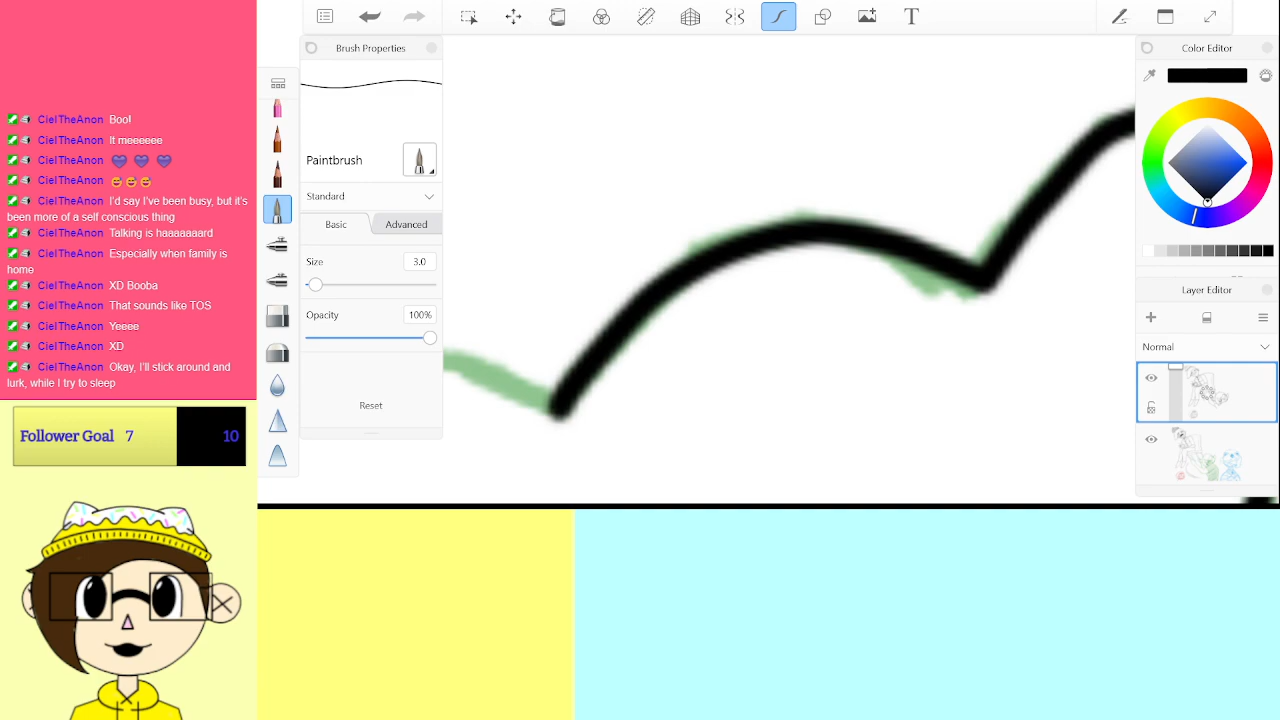 CielTheAnon Boo!
CielTheAnon It meeeeee
CielTheAnon 💜 💜 💜
CielTheAnon 😅 😅 😅
CielTheAnon I'd say I've been busy, but it's
been more of a self conscious thing
CielTheAnon Talking is haaaaaaard
CielTheAnon Especially when family is
home
CielTheAnon XD Booba
CielTheAnon That sounds like TOS
CielTheAnon Yeeee
CielTheAnon XD
CielTheAnon Okay, I'll stick around and
lurk, while I try to sleep
Follower Goal 7 10
T
Brush Properties
Paintbrush
Standard
Basic Advanced
Size 3.0
Opacity 100%
Reset
Color Editor
Layer Editor
Normal